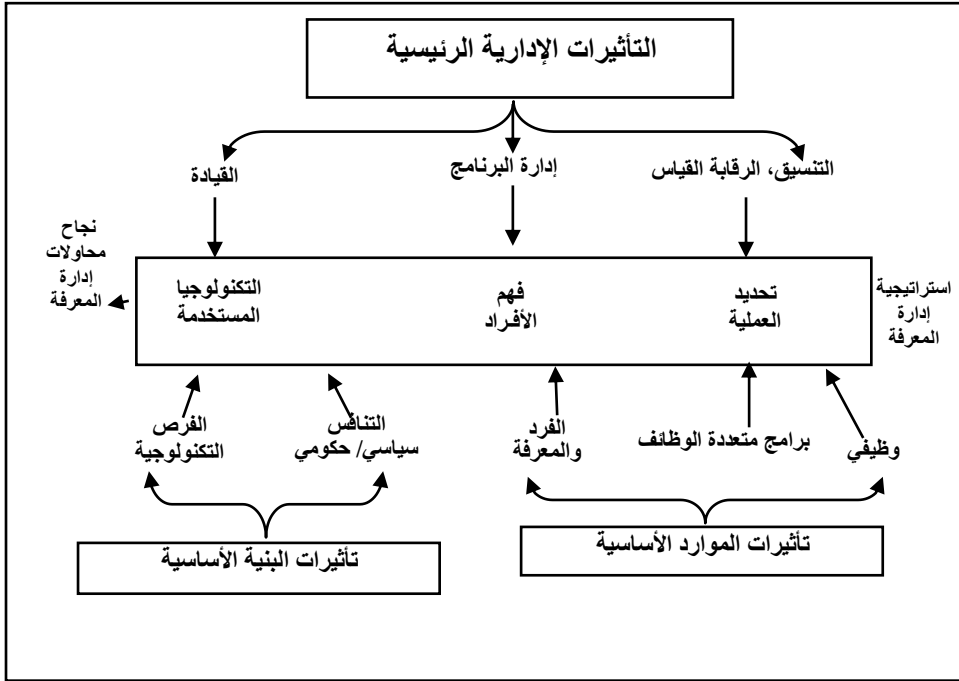 التأثيرات الإدارية الرئيسية
التنسيق، الرقابة القياس
إدارة البرنامج
القيادة
استراتيجية
إدارة
المعرفة
تحديد
العملية
فهم
الأفراد
التكنولوجيا
المستخدمة
نجاح
محاولات
إدارة
المعرفة
وظيفي
برامج متعددة الوظائف
الفرد
والمعرفة
التنافس
سياسي/ حكومي
الفرص
التكنولوجية
تأثيرات الموارد الأساسية
تأثيرات البنية الأساسية